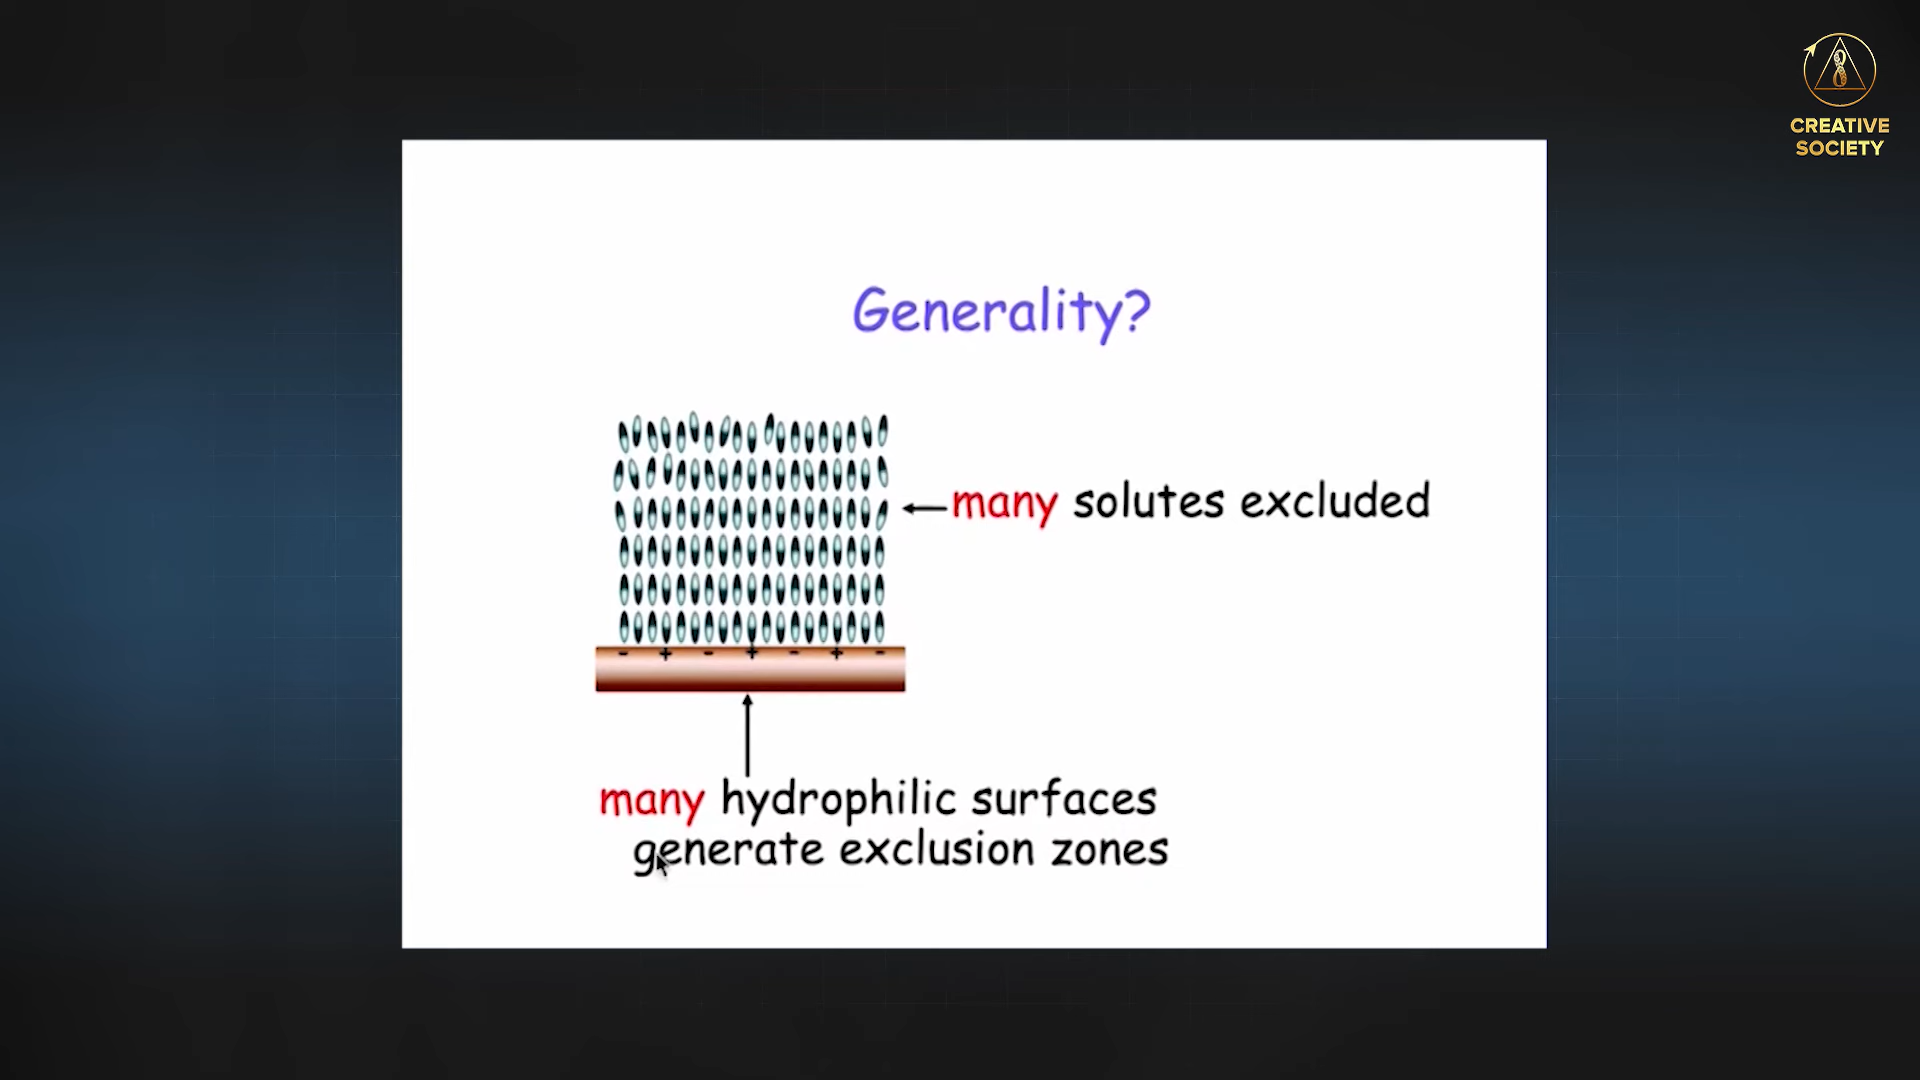 CREATIVE
SOCIETY
Generality?
many solutes excluded
- + - + - + -
many hydrophilic surfaces
generate exclusion zones